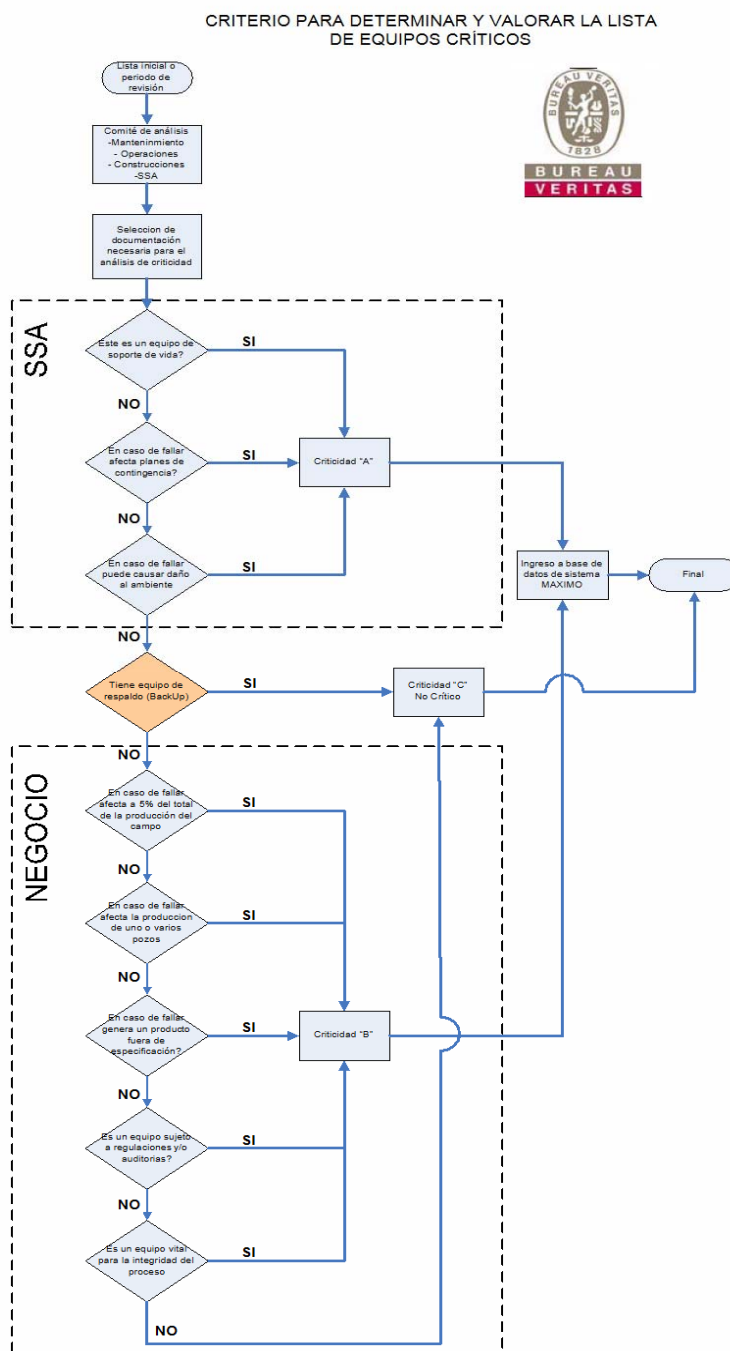 CRITERIO PARA DETERMINAR Y VALORAR LA LISTA
DE EQUIPOS CRÍTICOS
BUREAU VERITAS
1828
BUREAU
VERITAS
Lista inicial o
periodo de
revisión
Comité de análisis
-Manteninmiento
- Operaciones
- Construcciones
-SSA
Seleccion de
documentación
necesaria para el
análisis de criticidad
SSA
Este es un equipo de
soporte de vida?
SI
NO
En caso de fallar
afecta planes de
contingencia?
SI
Criticidad "A"
NO
En caso de fallar
puede causar daño
al ambiente
SI
Ingreso a base de
datos de sistema
MAXIMO
Final
NO
Tiene equipo de
respaldo (BackUp)
SI
Criticidad "C"
No Crítico
NO
NEGOCIO
En caso de fallar
afecta a 5% del total
de la producción del
campo
SI
NO
En caso de fallar
afecta la produccion
de uno o varios
pozos
SI
NO
En caso de fallar
genera un producto
fuera de
especificación?
SI
Criticidad "B"
NO
Es un equipo sujeto
a regulaciones y/o
auditorias?
SI
NO
Es un equipo vital
para la integridad del
proceso
SI
NO